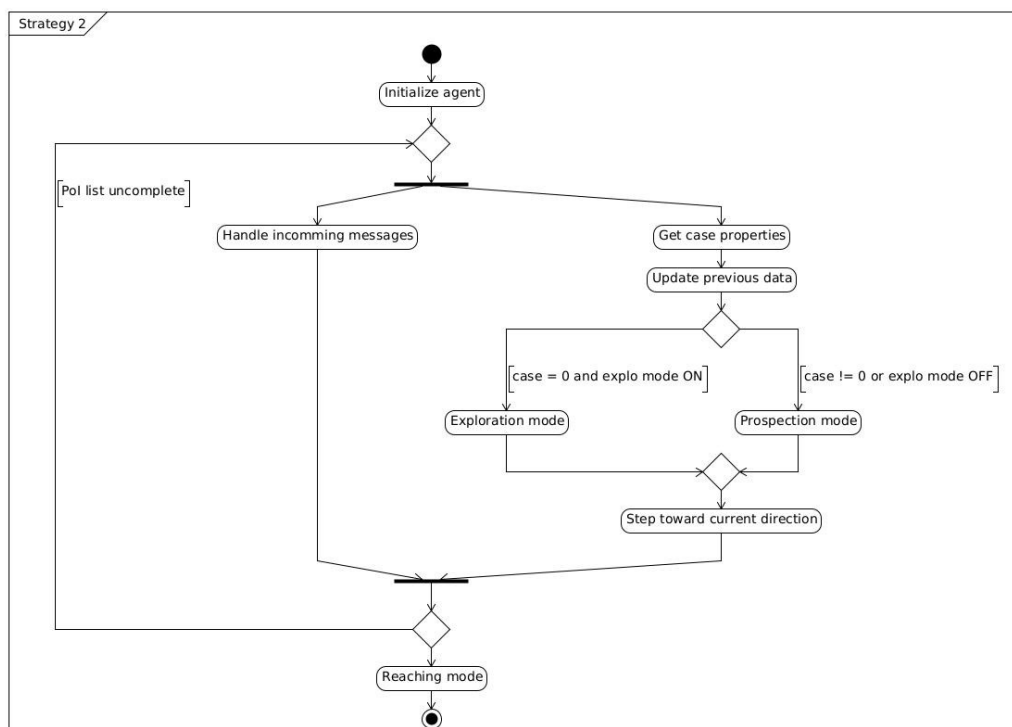 Strategy 2
Initialize agent
[PoI list uncomplete]
Handle incomming messages
Get case properties
Update previous data
[case = 0 and explo mode ON]
[case != 0 or explo mode OFF]
Exploration mode
Prospection mode
Step toward current direction
Reaching mode